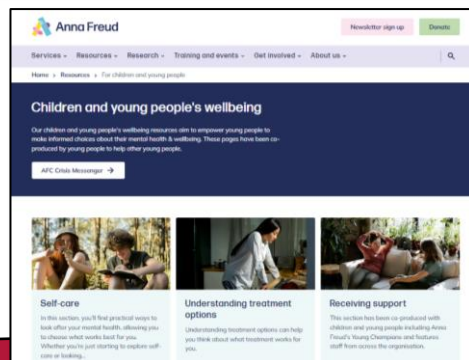 Anna Freud
Newsletter sign up
Donate
Services
Resources
Research
Training and events
Get involved
About us
Home > Resources > For children and young people
Children and young people's wellbeing
Our children and young people's wellbeing resources aim to empower young people to
make informed choices about their mental health & wellbeing. These pages have been co-
produced by young people to help other young people.
AFC Crisis Messenger →
Self-care
In this section, you'll find practical ways to
look after your mental health, allowing you
to choose what works best for you.
Whether you're just starting to explore self-
care or looking...
Understanding treatment
options
Understanding treatment options can help
you think about what treatment works for
you.
Receiving support
This section has been co-produced with
children and young people including Anna
Freud's Young Champions and features
staff from across the organisation.